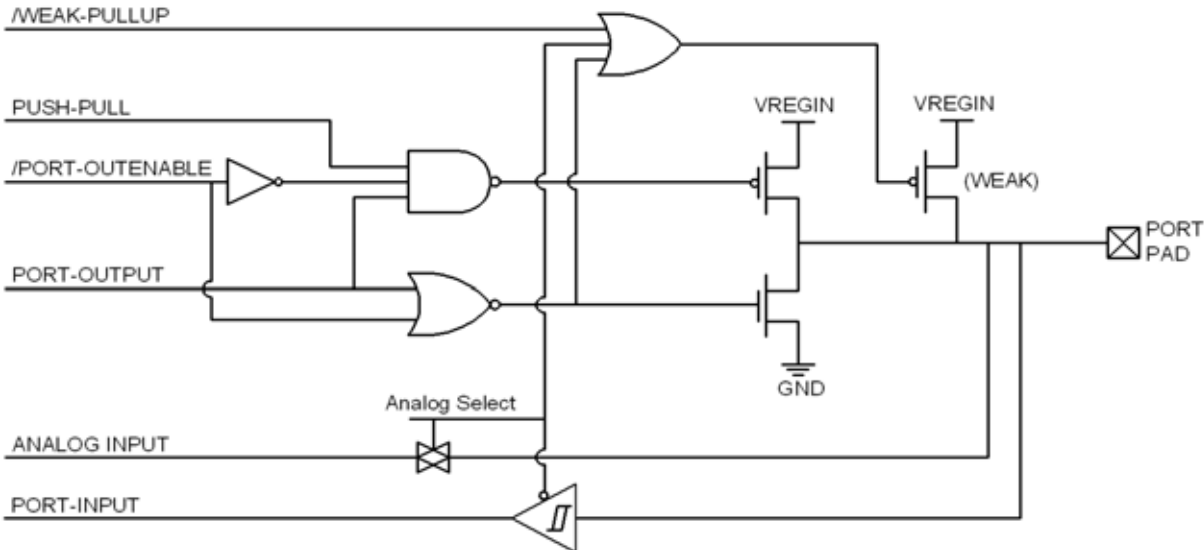 /WEAK-PULLUP
PUSH-PULL
VREGIN
VREGIN
/PORT-OUTENABLE
(WEAK)
PORT
PAD
PORT-OUTPUT
GND
Analog Select
ANALOG INPUT
PORT-INPUT